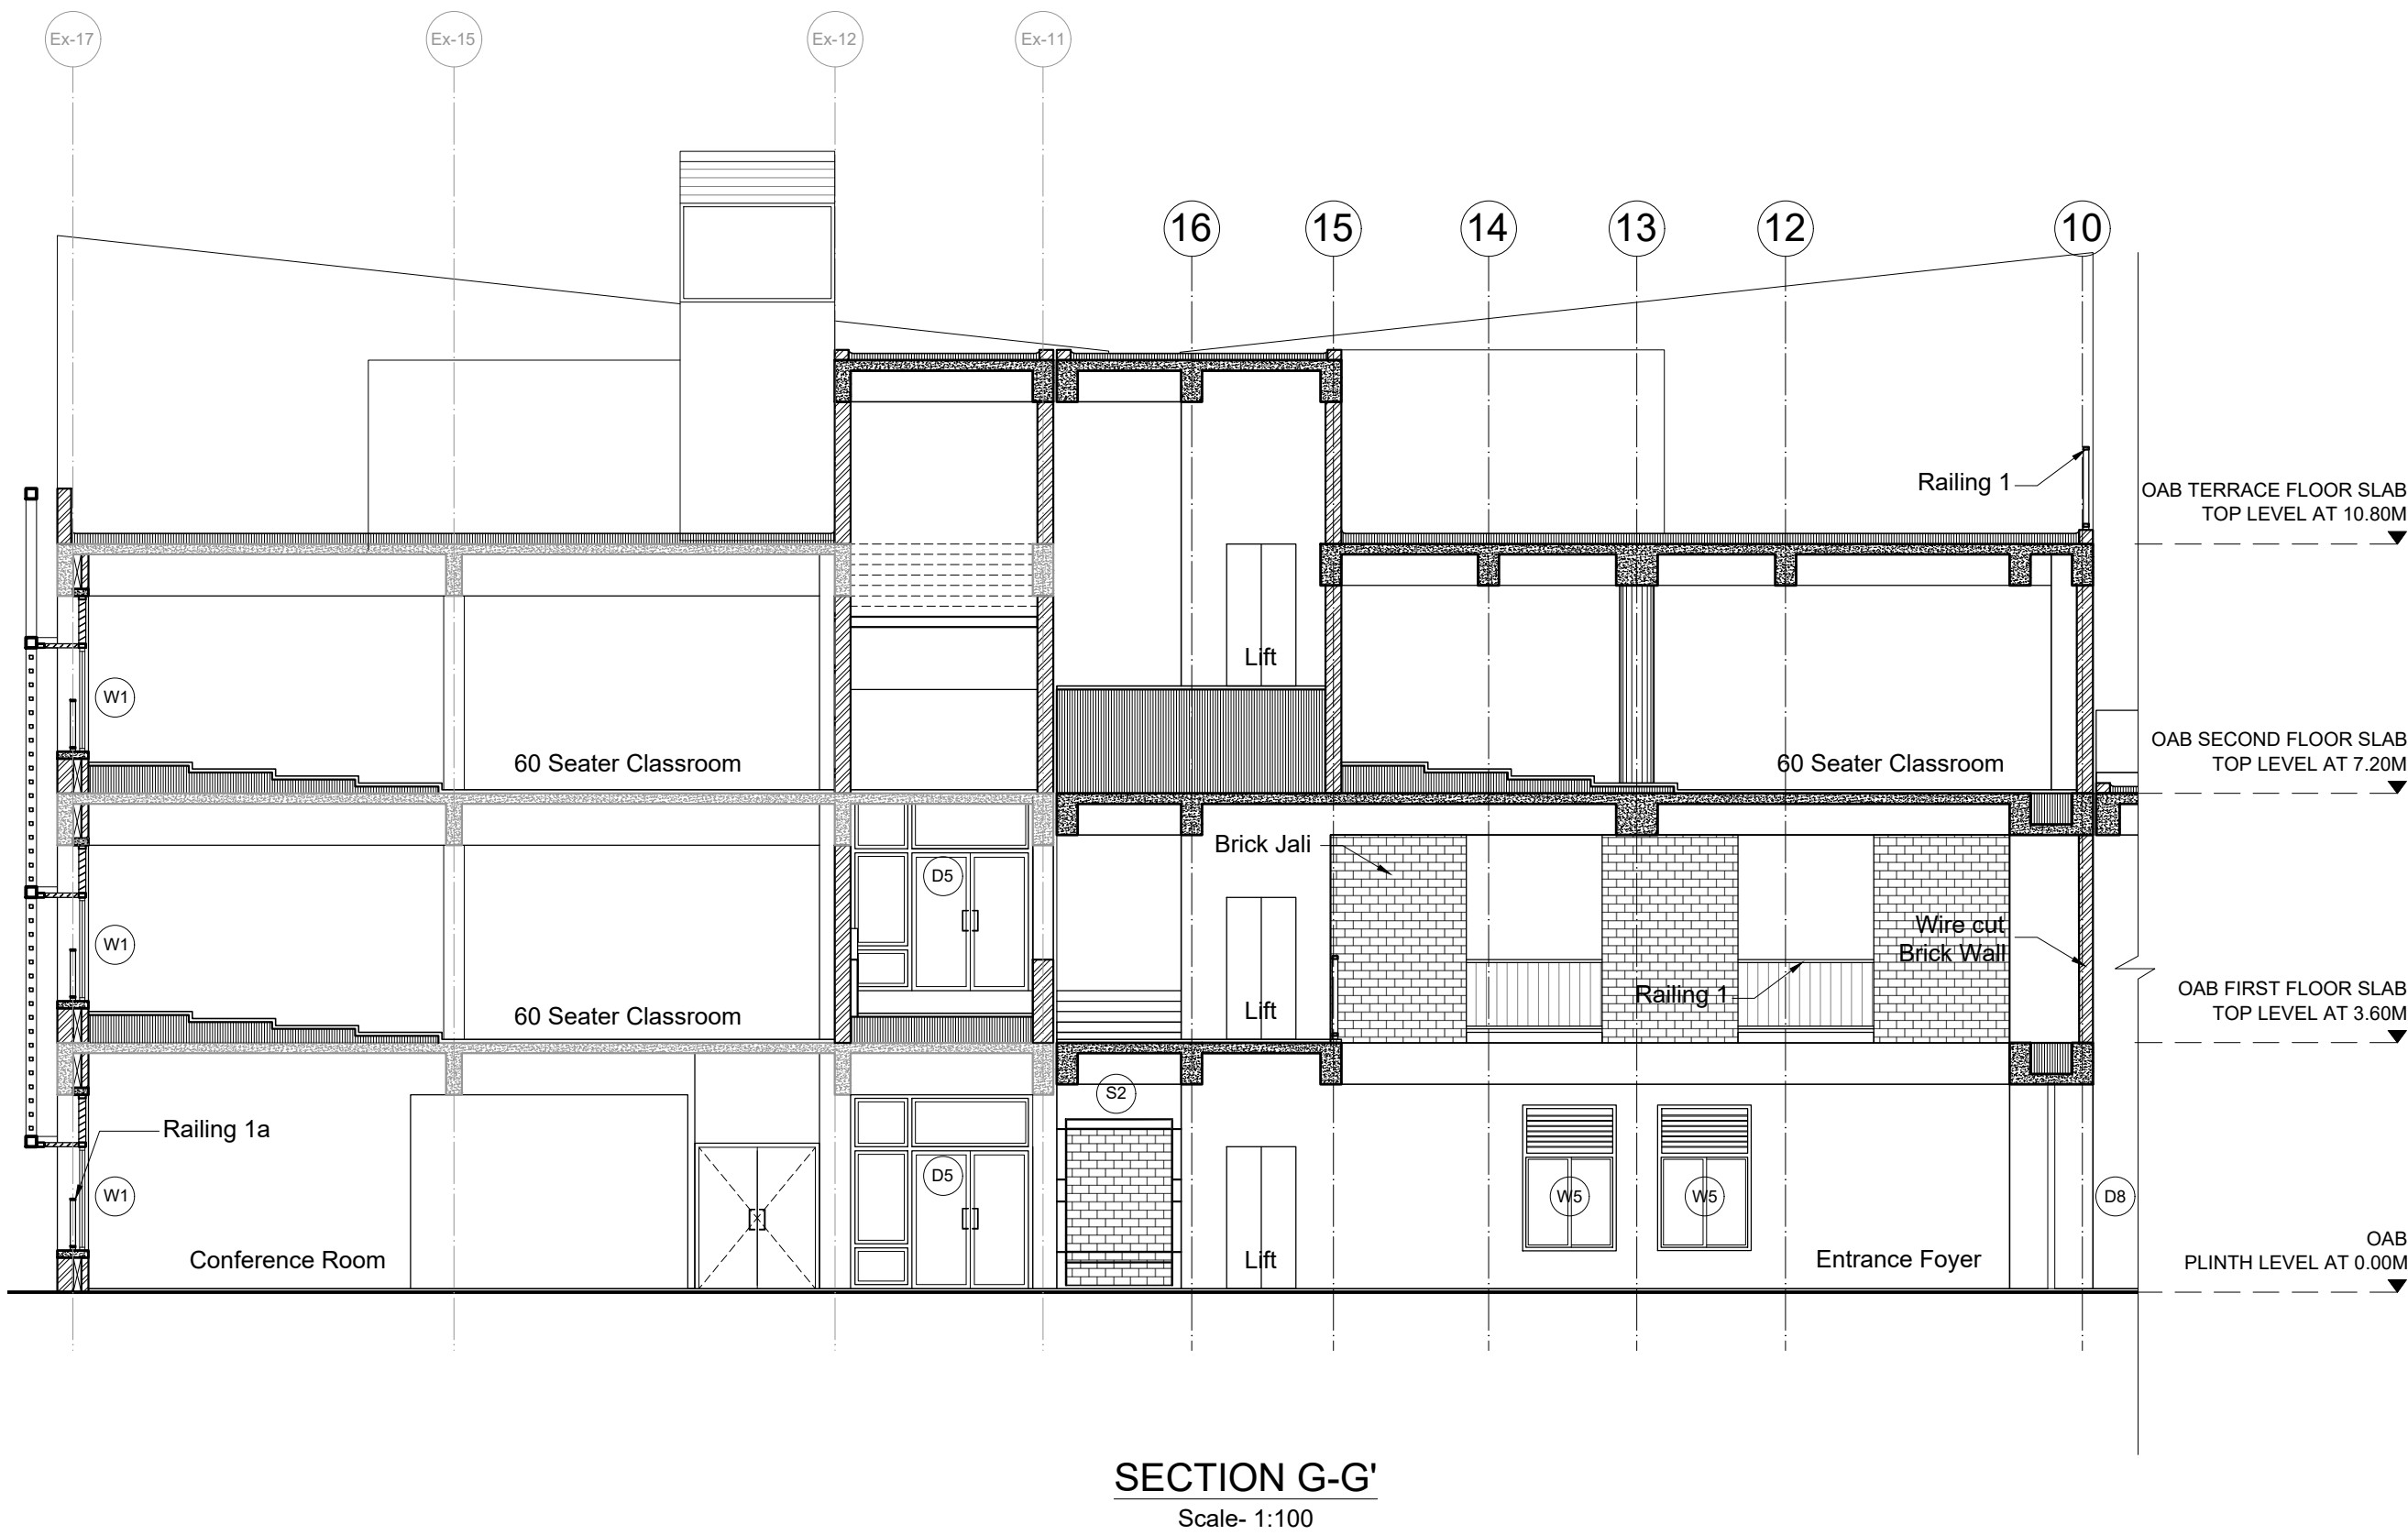 Ex-17
Ex-15
Ex-12
Ex-11
16
15
14
13
12
10
Railing 1
OAB TERRACE FLOOR SLAB
TOP LEVEL AT 10.80M
Lift
W1
60 Seater Classroom
60 Seater Classroom
OAB SECOND FLOOR SLAB
TOP LEVEL AT 7.20M
Brick Jali
D5
W1
Wire cut
Brick Wall
Railing 1
Lift
60 Seater Classroom
OAB FIRST FLOOR SLAB
TOP LEVEL AT 3.60M
S2
Railing 1a
W1
D5
W5
W5
D8
Conference Room
Lift
Entrance Foyer
OAB
PLINTH LEVEL AT 0.00M
SECTION G-G'
Scale- 1:100